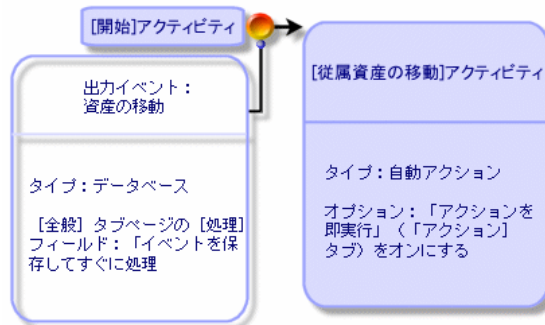 [開始]アクティビティ
出力イベント：
資産の移動
タイプ：データベース
［全般］タブページの［処理］
フィールド：「イベントを保
存してすぐに処理
[従属資産の移動]アクティビティ
タイプ：自動アクション
オプション：「アクションを
即実行」（「アクション］
タブ）をオンにする